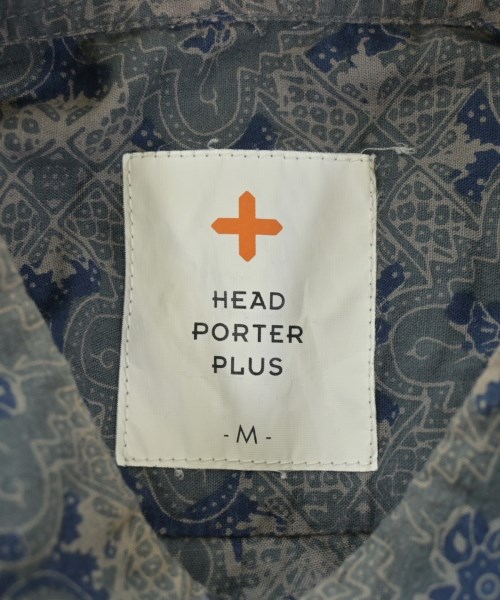 HEAD
PORTER
PLUS
- M -